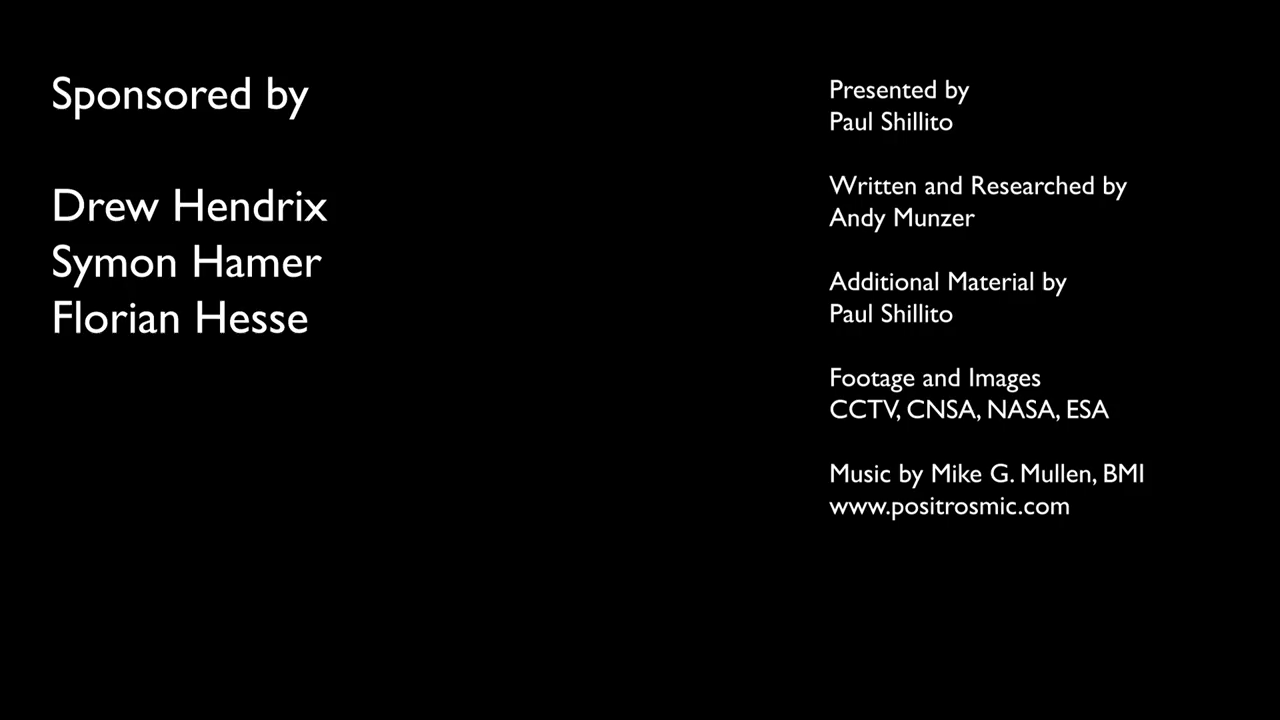 Sponsored by
Drew Hendrix
Symon Hamer
Florian Hesse
Presented by
Paul Shillito
Written and Researched by
Andy Munzer
Additional Material by
Paul Shillito
Footage and Images
CCTV, CNSA, NASA, ESA
Music by Mike G. Mullen, BMI
www.positrosmic.com